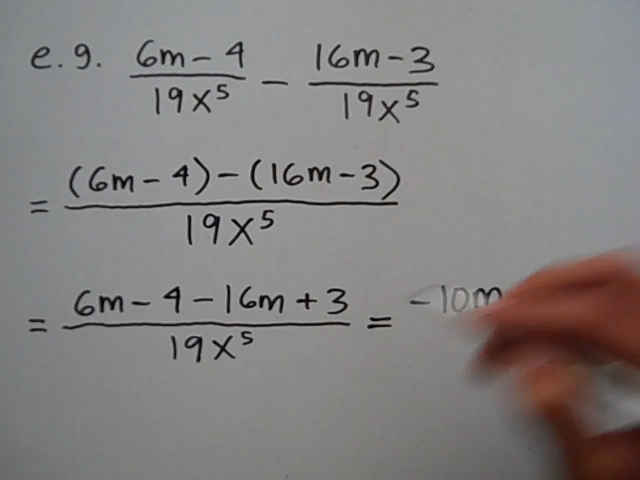 e.g. (6m - 4)/(19x⁵) - (16m - 3)/(19x⁵)
= ((6m - 4) - (16m - 3))/(19x⁵)
= (6m - 4 - 16m + 3)/(19x⁵) = -10m